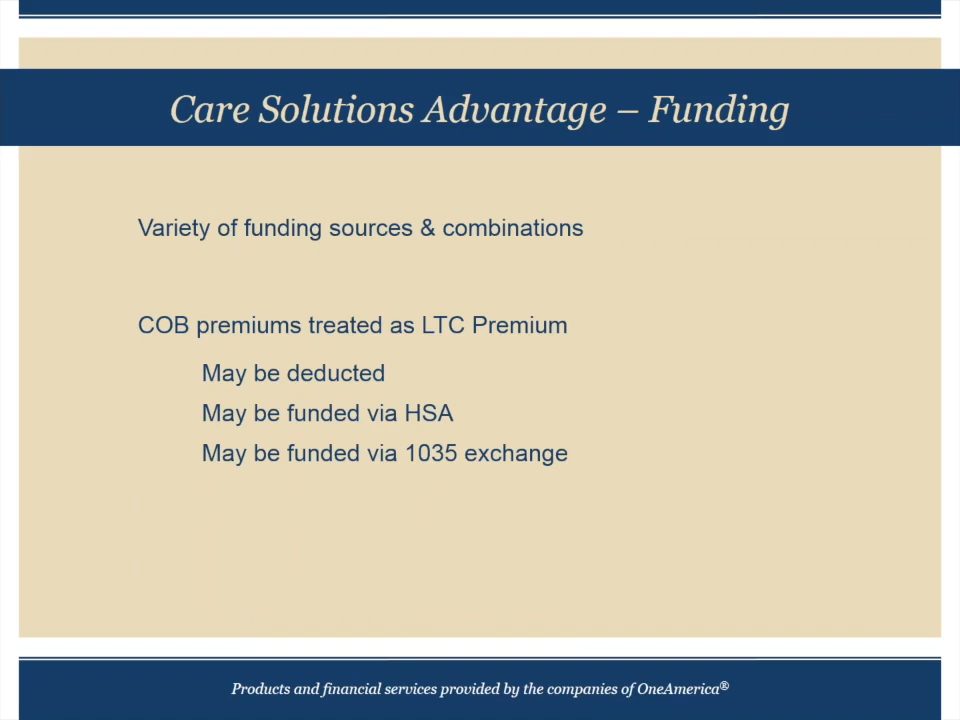 Care Solutions Advantage – Funding
Variety of funding sources & combinations
COB premiums treated as LTC Premium
May be deducted
May be funded via HSA
May be funded via 1035 exchange
Products and financial services provided by the companies of OneAmerica®